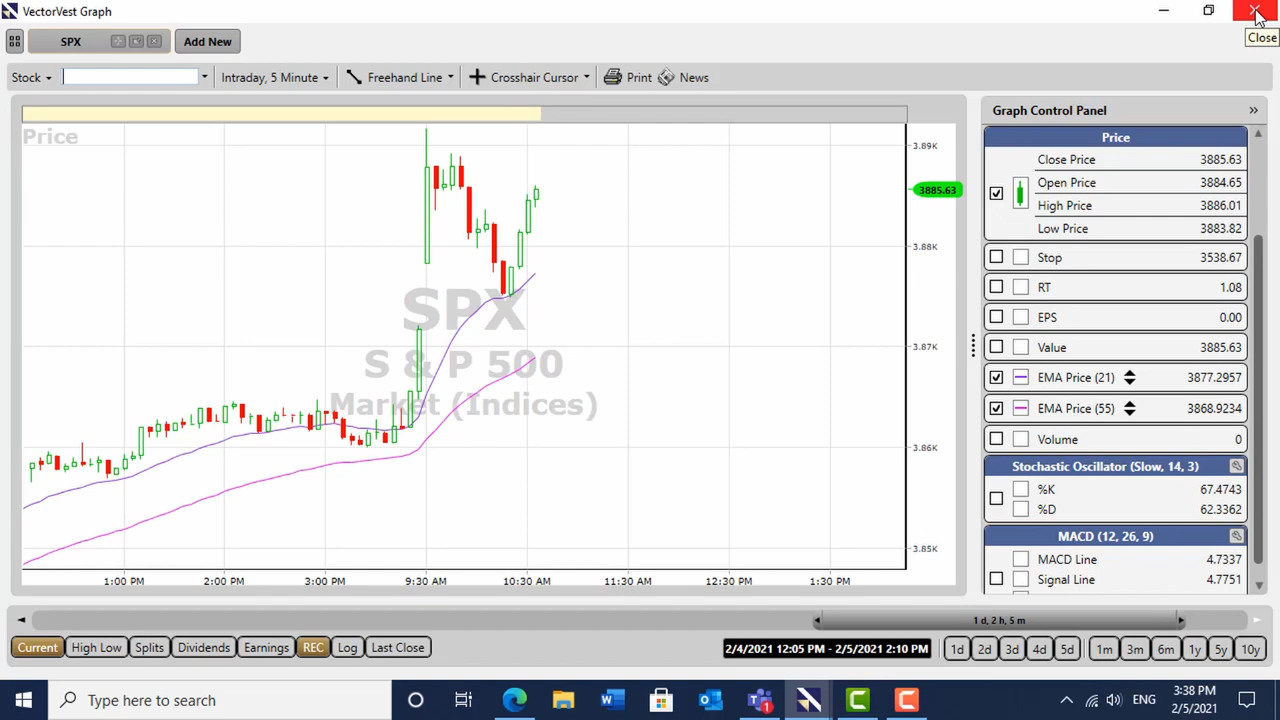 VectorVest Graph
Close
SPX
Add New
Stock
Intraday, 5 Minute
Freehand Line
Crosshair Cursor
Print
News
Price
3.89K
3885.63
3.88K
3.87K
3.86K
3.85K
SPX
S & P 500
Market (Indices)
1:00 PM 2:00 PM 3:00 PM 9:30 AM 10:30 AM 11:30 AM 12:30 PM 1:30 PM
Graph Control Panel
Price
Close Price 3885.63
Open Price 3884.65
High Price 3886.01
Low Price 3883.82
Stop 3538.67
RT 1.08
EPS 0.00
Value 3885.63
EMA Price (21) 3877.2957
EMA Price (55) 3868.9234
Volume 0
Stochastic Oscillator (Slow, 14, 3)
%K 67.4743
%D 62.3362
MACD (12, 26, 9)
MACD Line 4.7337
Signal Line 4.7751
1 d, 2 h, 5 m
Current High Low Splits Dividends Earnings REC Log Last Close
2/4/2021 12:05 PM - 2/5/2021 2:10 PM
1d 2d 3d 4d 5d 1m 3m 6m 1y 5y 10y
Type here to search
1
ENG
3:38 PM
2/5/2021